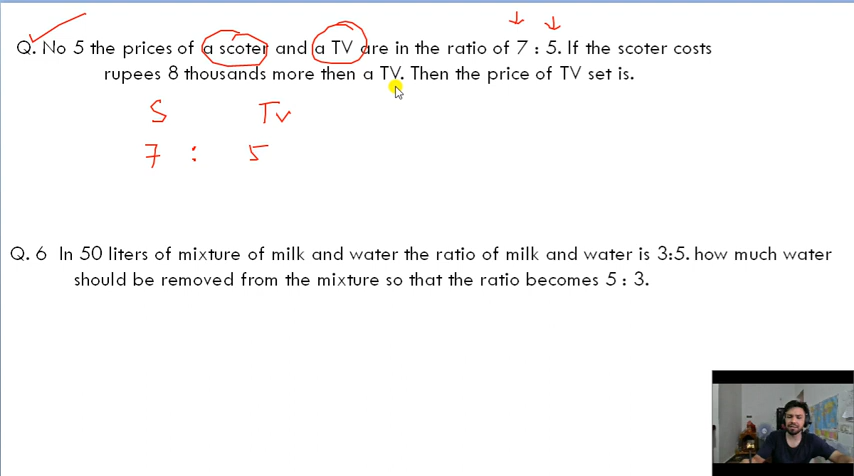 Q. No 5 the prices of a scoter and a TV are in the ratio of 7 : 5. If the scoter costs
rupees 8 thousands more then a TV. Then the price of TV set is.
S TV
7 : 5
Q. 6 In 50 liters of mixture of milk and water the ratio of milk and water is 3:5. how much water
should be removed from the mixture so that the ratio becomes 5 : 3.